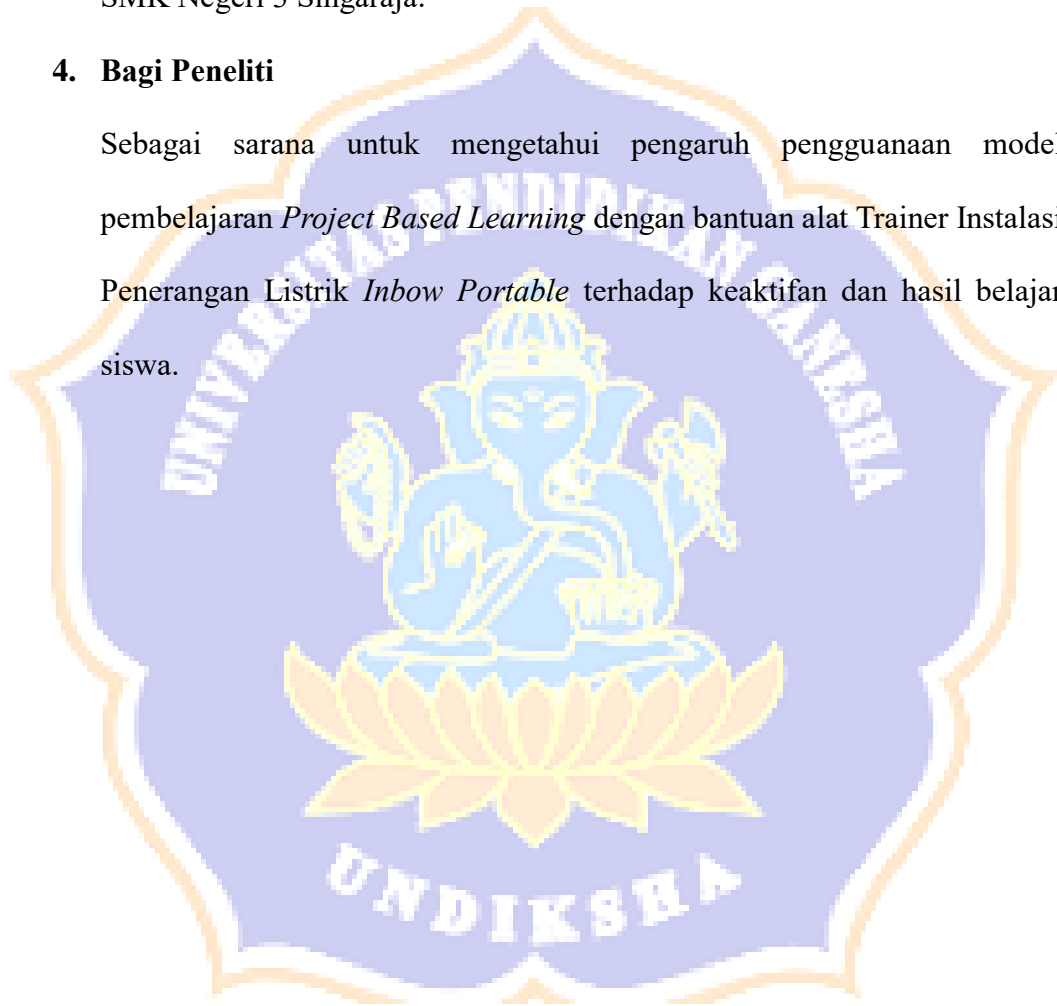 SMK Negeri 3 Singaraja.
4. Bagi Peneliti
Sebagai sarana untuk mengetahui pengaruh pengguanaan model
pembelajaran Project Based Learning dengan bantuan alat Trainer Instalasi
Penerangan Listrik Inbow Portable terhadap keaktifan dan hasil belajar
siswa.
UNIVERSITAS PENDIDIKAN GANESHA
UNDIKSHA